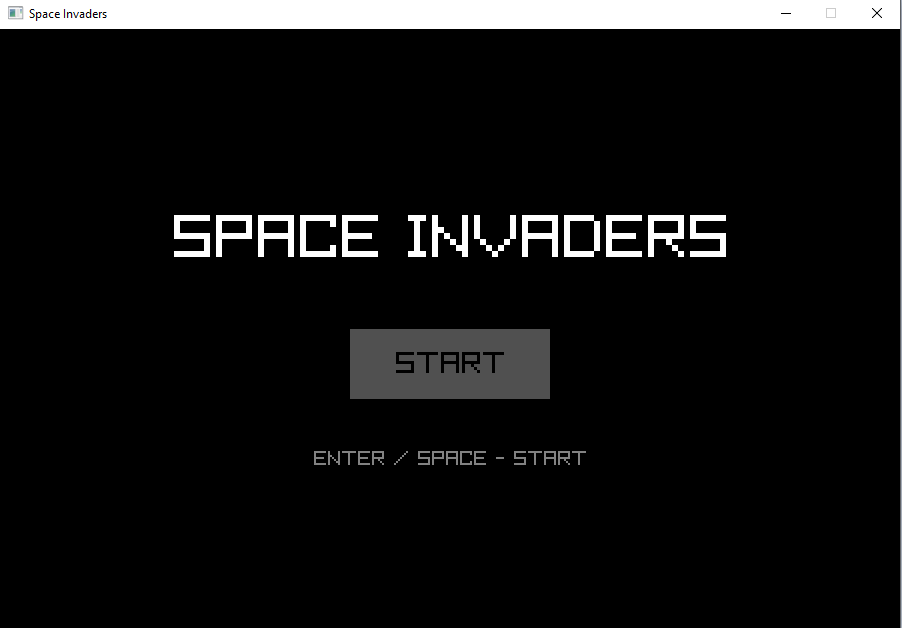 Space Invaders
SPACE INVADERS
START
ENTER / SPACE - START